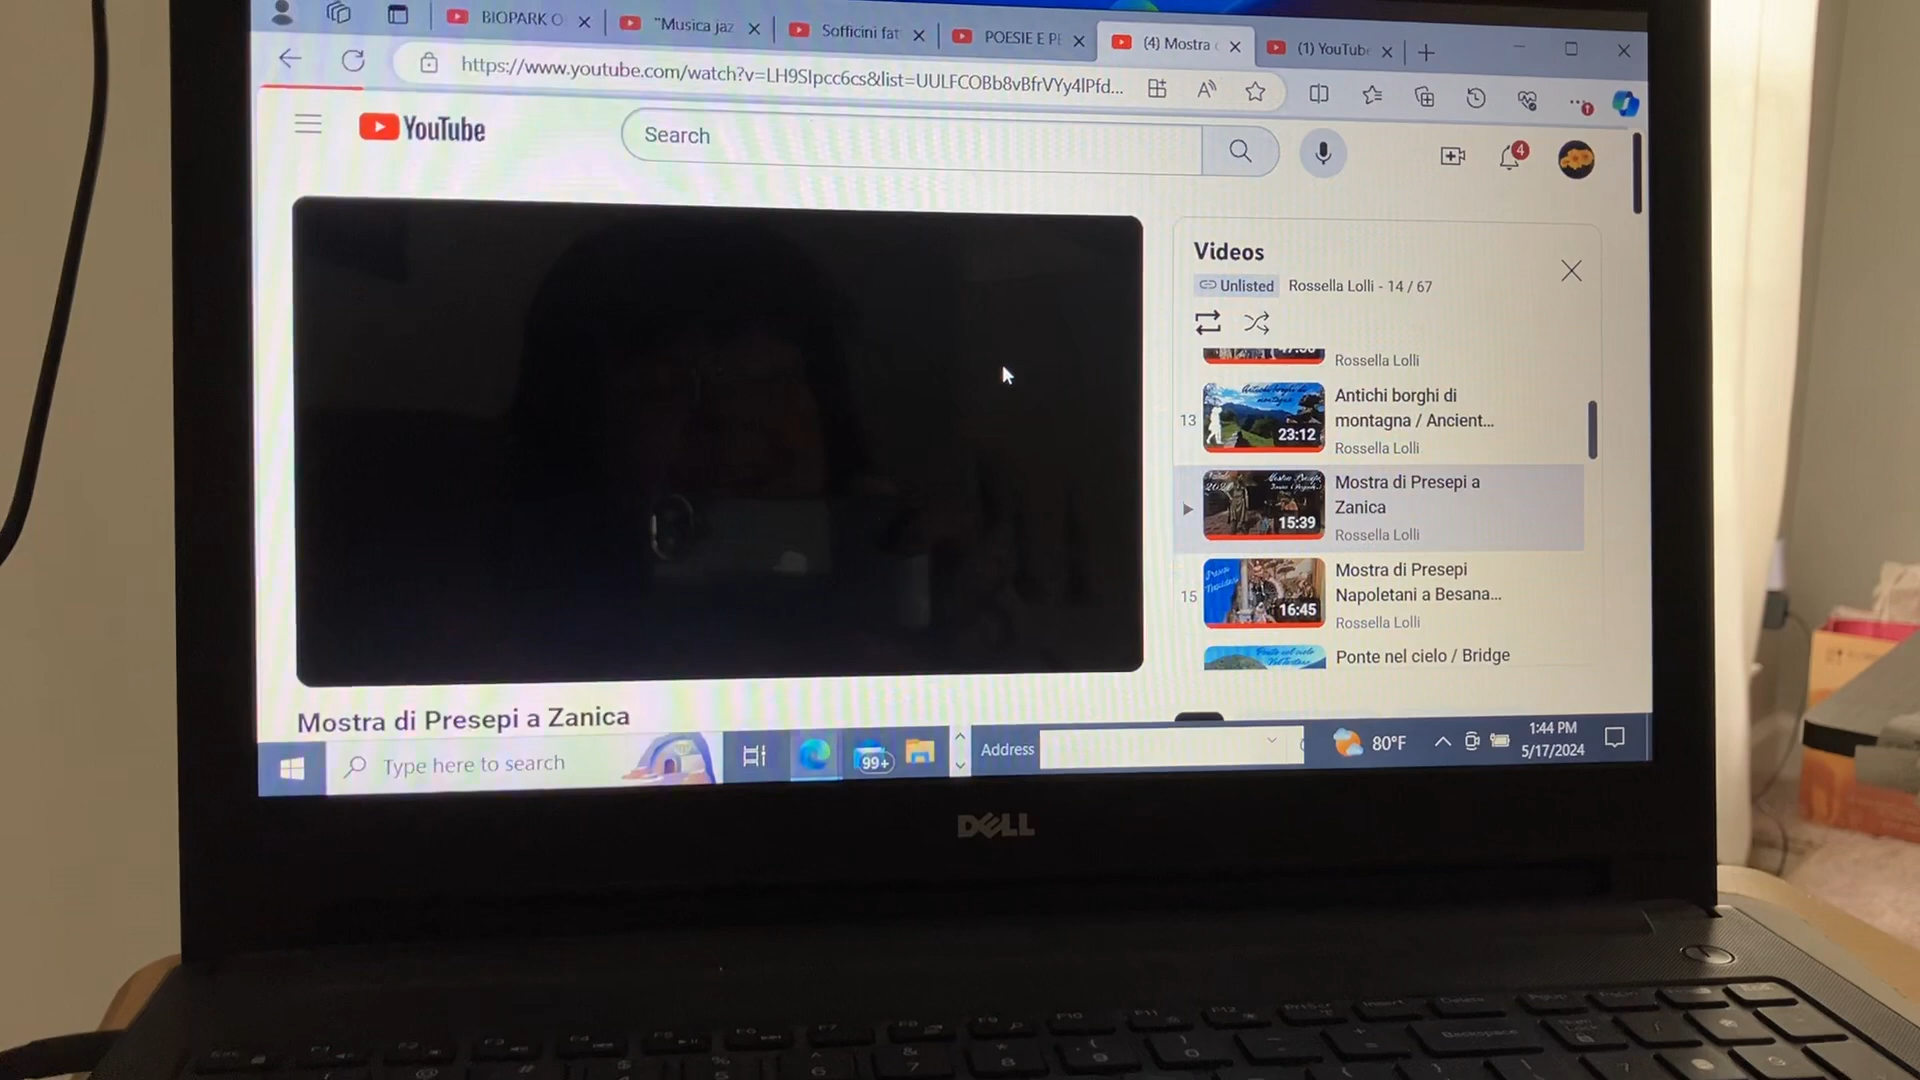 BIOPARK O
"Musica jaz
Sofficini fat
POESIE E PE
(4) Mostra
(1) YouTube
https://www.youtube.com/watch?v=LH9SIpcc6cs&list=UULFCOBb8vBfrVYy4lPfd...
YouTube
Search
4
Videos
Unlisted Rossella Lolli - 14 / 67
Rossella Lolli
13
23:12
Antichi borghi di
montagna / Ancient...
Rossella Lolli
15:39
Mostra di Presepi a
Zanica
Rossella Lolli
15
16:45
Mostra di Presepi
Napoletani a Besana...
Rossella Lolli
Ponte nel cielo / Bridge
Mostra di Presepi a Zanica
Type here to search
99+
Address
80°F
1:44 PM
5/17/2024
DELL
Backspace